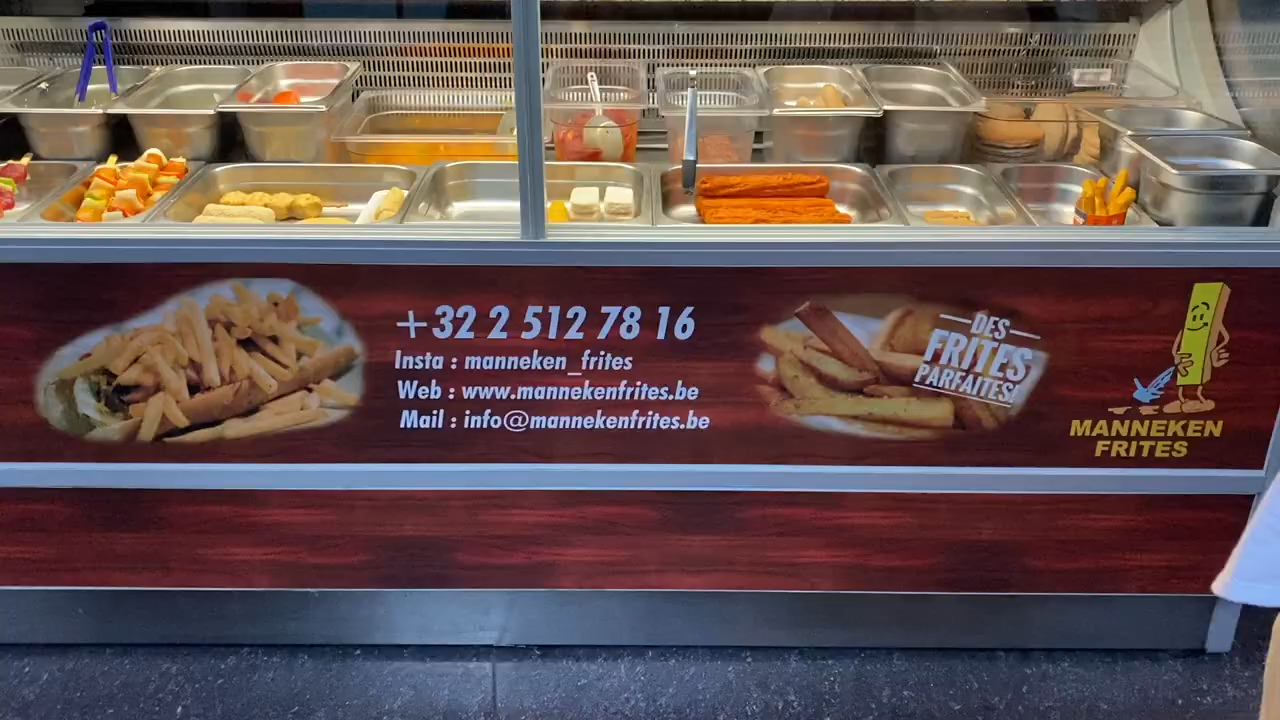 +32 2 512 78 16
Insta : manneken_frites
Web : www.mannekenfrites.be
Mail : info@mannekenfrites.be
DES
FRITES
PARFAITES!
MANNEKEN
FRITES